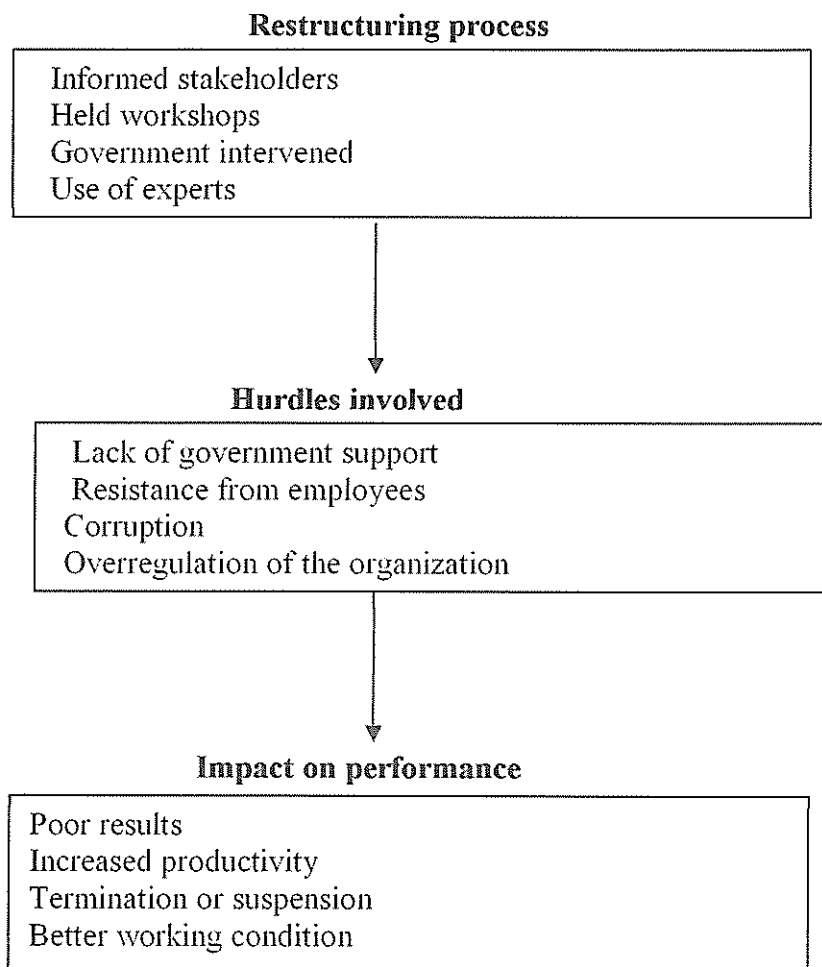 Restructuring process
Informed stakeholders
Held workshops
Government intervened
Use of experts
Hurdles involved
Lack of government support
Resistance from employees
Corruption
Overregulation of the organization
Impact on performance
Poor results
Increased productivity
Termination or suspension
Better working condition